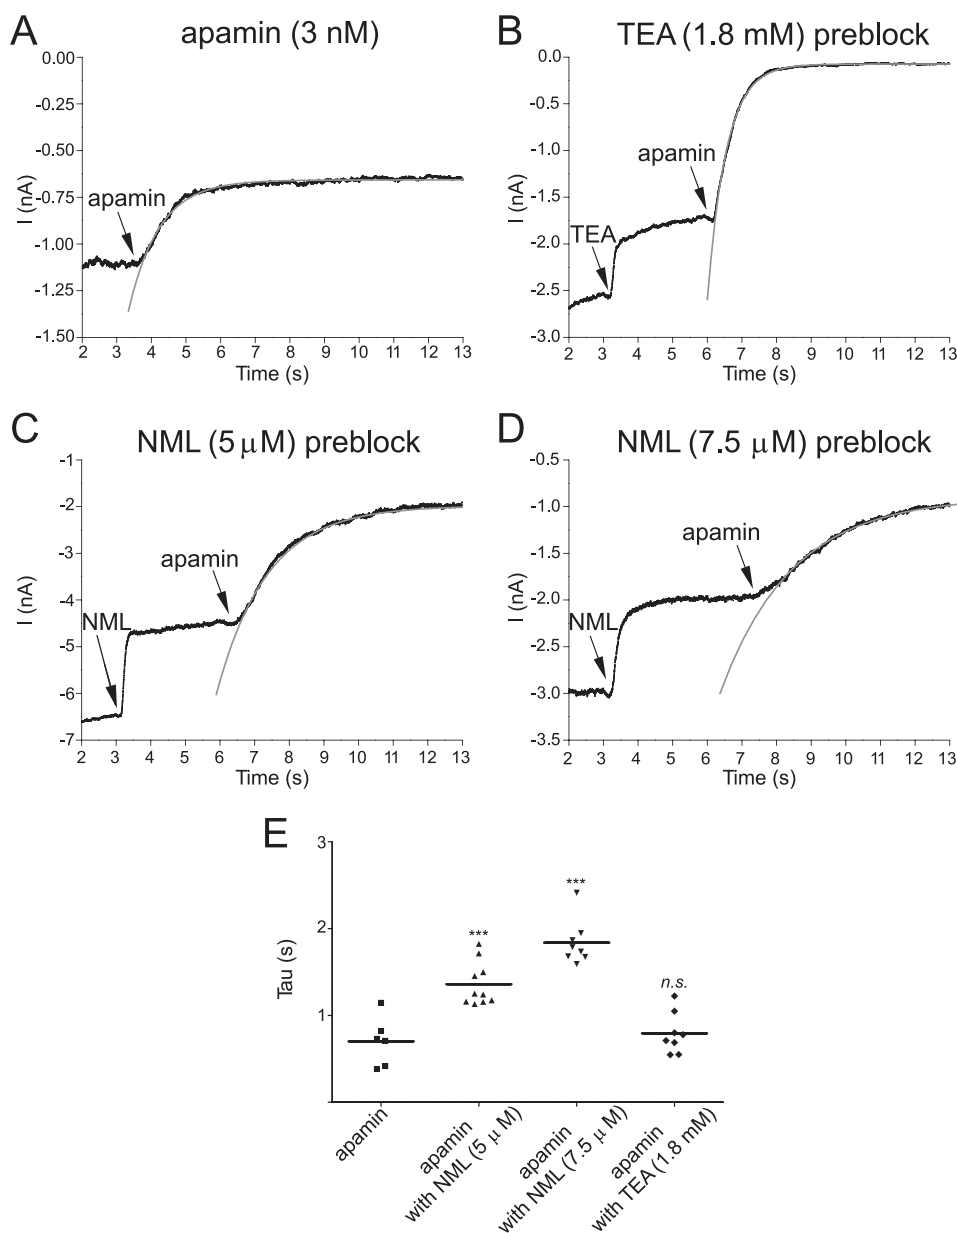 A
apamin (3 nM)
0.00
-0.25
-0.50
-0.75
-1.00
-1.25
-1.50
I (nA)
apamin
2 3 4 5 6 7 8 9 10 11 12 13
Time (s)
B
TEA (1.8 mM) preblock
0.0
-0.5
-1.0
-1.5
-2.0
-2.5
-3.0
I (nA)
apamin
TEA
2 3 4 5 6 7 8 9 10 11 12 13
Time (s)
C
NML (5 μM) preblock
-1
-2
-3
-4
-5
-6
-7
I (nA)
apamin
NML
2 3 4 5 6 7 8 9 10 11 12 13
Time (s)
D
NML (7.5 μM) preblock
-0.5
-1.0
-1.5
-2.0
-2.5
-3.0
-3.5
I (nA)
apamin
NML
2 3 4 5 6 7 8 9 10 11 12 13
Time (s)
E
3
2
1
Tau (s)
***
***
n.s.
apamin
apamin
with NML (5 μM)
apamin
with NML (7.5 μM)
apamin
with TEA (1.8 mM)